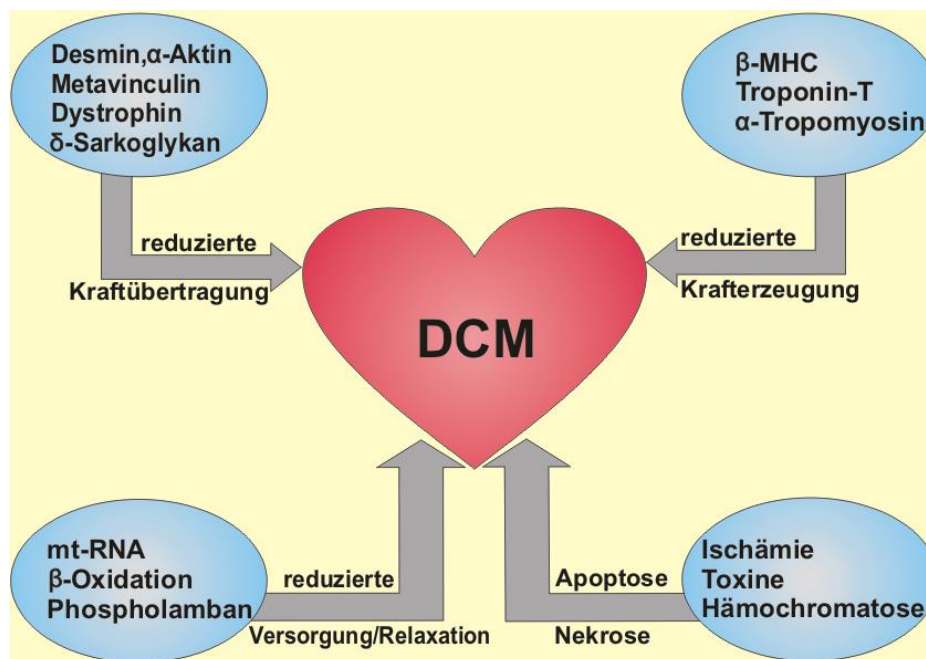 Desmin,α-Aktin
Metavinculin
Dystrophin
δ-Sarkoglykan
β-MHC
Troponin-T
α-Tropomyosin
reduzierte
Kraftübertragung
reduzierte
Krafterzeugung
DCM
mt-RNA
β-Oxidation
Phospholamban
reduzierte
Versorgung/Relaxation
Apoptose
Nekrose
Ischämie
Toxine
Hämochromatose